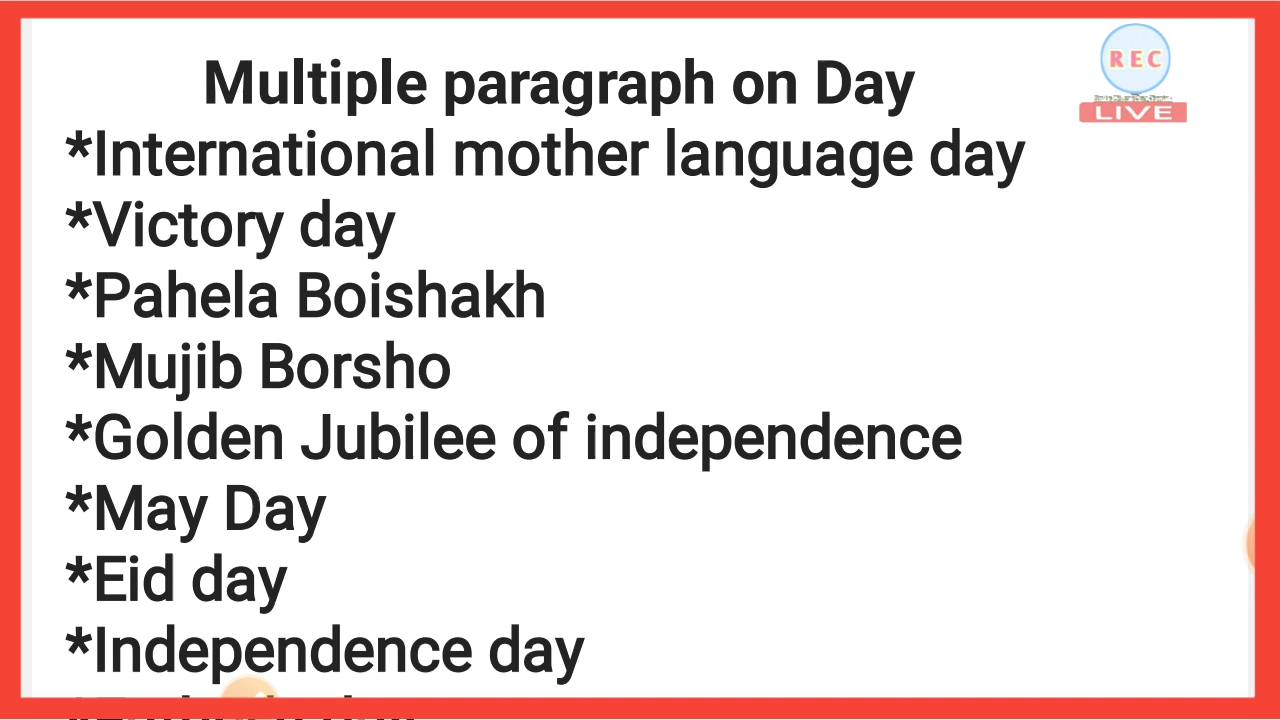 Multiple paragraph on Day
REC
LIVE
*International mother language day
*Victory day
*Pahela Boishakh
*Mujib Borsho
*Golden Jubilee of independence
*May Day
*Eid day
*Independence day